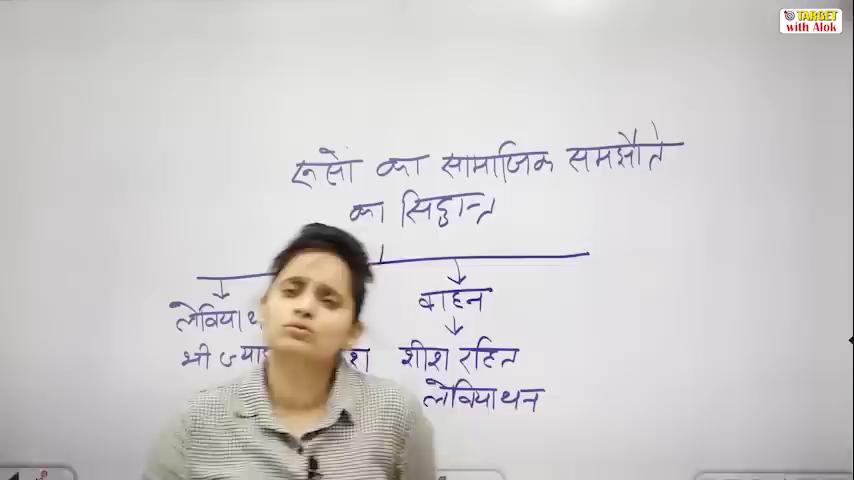 TARGET
with Alok
रूसो का सामाजिक समझौते
का सिद्धान्त
वाहन
शीश रहित
लेवियाथन
भी